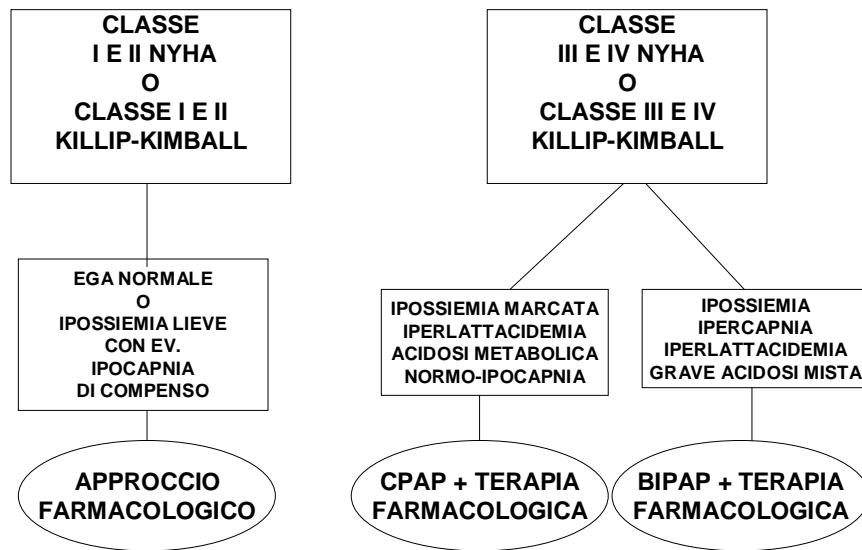 CLASSE
I E II NYHA
O
CLASSE I E II
KILLIP-KIMBALL
CLASSE
III E IV NYHA
O
CLASSE III E IV
KILLIP-KIMBALL
EGA NORMALE
O
IPOSSIEMIA LIEVE
CON EV.
IPOCAPNIA
DI COMPENSO
IPOSSIEMIA MARCATA
IPERLATTACIDEMIA
ACIDOSI METABOLICA
NORMO-IPOCAPNIA
IPOSSIEMIA
IPERCAPNIA
IPERLATTACIDEMIA
GRAVE ACIDOSI MISTA
APPROCCIO
FARMACOLOGICO
CPAP + TERAPIA
FARMACOLOGICA
BIPAP + TERAPIA
FARMACOLOGICA